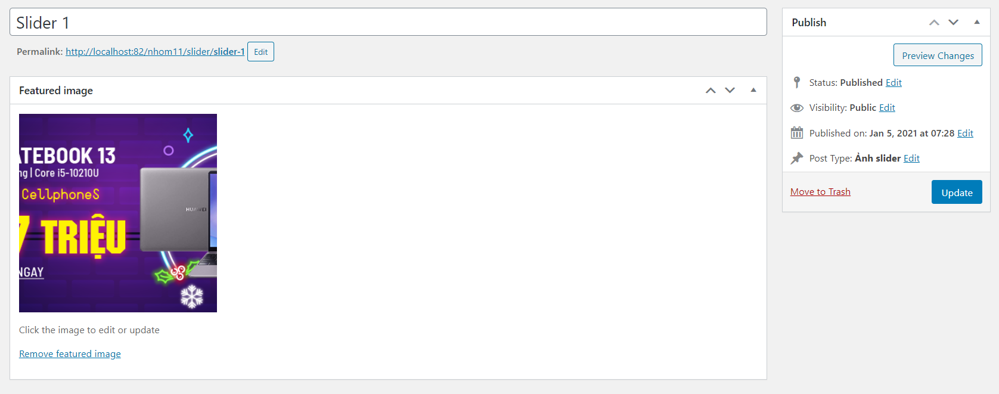 Slider 1
Permalink: http://localhost:82/nhom11/slider/slider-1 Edit
Featured image
ATEBOOK 13
ng | Core i5-10210U
CellphoneS
7 TRIỆU
NGAY
HUAWEI
Click the image to edit or update
Remove featured image
Publish
Preview Changes
Status: Published Edit
Visibility: Public Edit
Published on: Jan 5, 2021 at 07:28 Edit
Post Type: Ảnh slider Edit
Move to Trash
Update